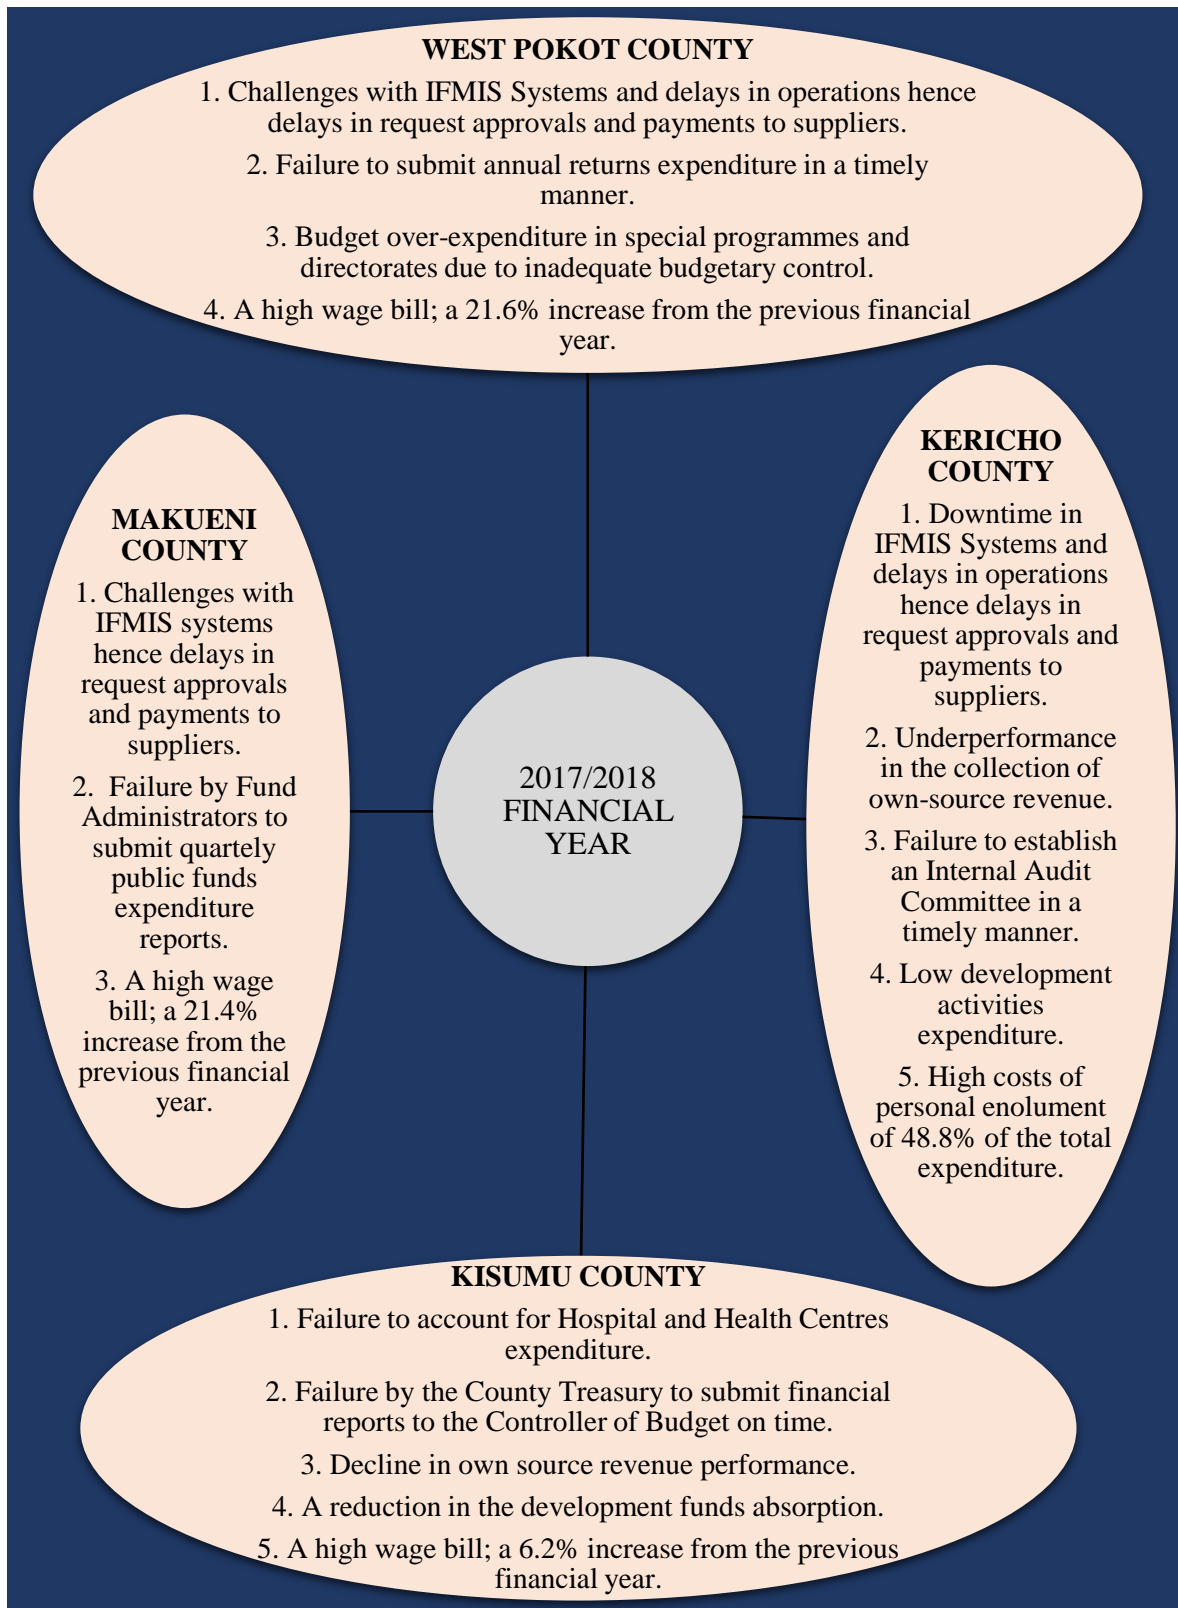 WEST POKOT COUNTY
1. Challenges with IFMIS Systems and delays in operations hence
delays in request approvals and payments to suppliers.
2. Failure to submit annual returns expenditure in a timely
manner.
3. Budget over-expenditure in special programmes and
directorates due to inadequate budgetary control.
4. A high wage bill; a 21.6% increase from the previous financial
year.
MAKUENI
COUNTY
1. Challenges with
IFMIS systems
hence delays in
request approvals
and payments to
suppliers.
2.  Failure by Fund
Administrators to
submit quartely
public funds
expenditure
reports.
3. A high wage
bill; a 21.4%
increase from the
previous financial
year.
2017/2018
FINANCIAL
YEAR
KERICHO
COUNTY
1. Downtime in
IFMIS Systems and
delays in operations
hence delays in
request approvals and
payments to
suppliers.
2. Underperformance
in the collection of
own-source revenue.
3. Failure to establish
an Internal Audit
Committee in a
timely manner.
4. Low development
activities
expenditure.
5. High costs of
personal enolument
of 48.8% of the total
expenditure.
KISUMU COUNTY
1. Failure to account for Hospital and Health Centres
expenditure.
2. Failure by the County Treasury to submit financial
reports to the Controller of Budget on time.
3. Decline in own source revenue performance.
4. A reduction in the development funds absorption.
5. A high wage bill; a 6.2% increase from the previous
financial year.